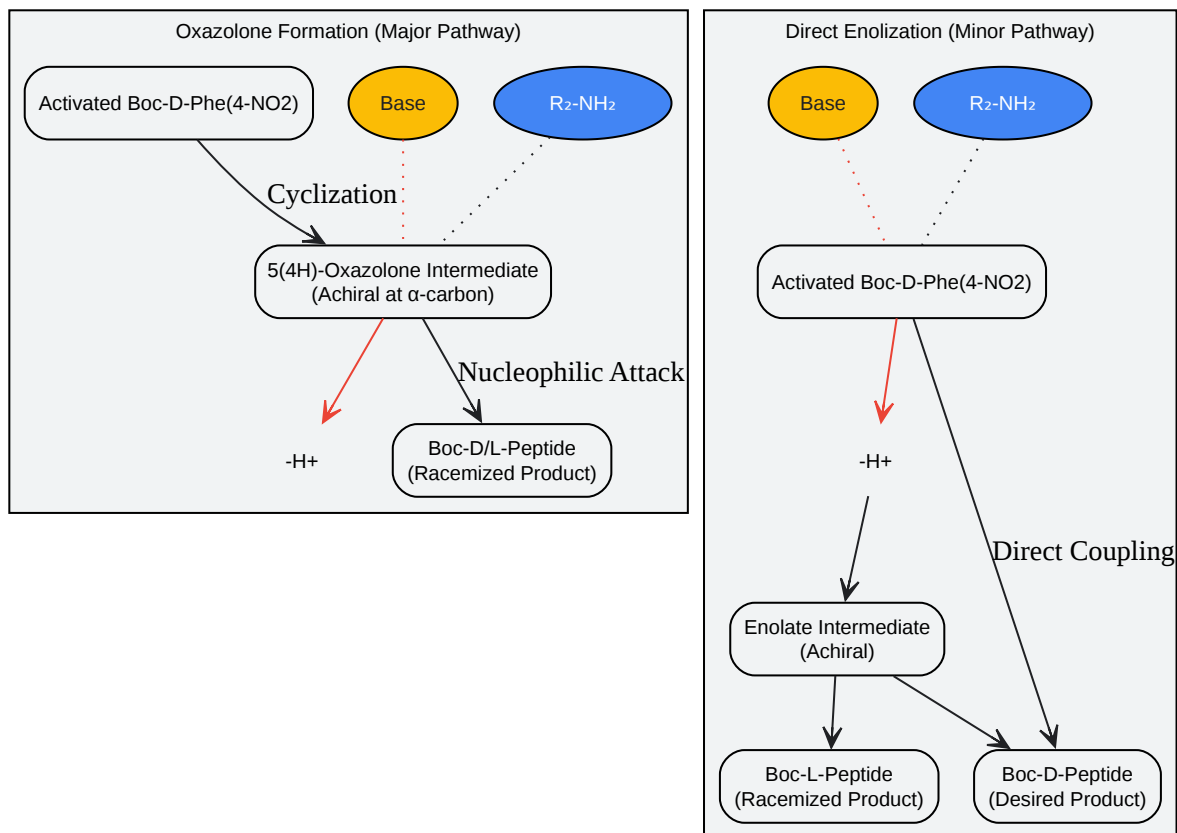 Oxazolone Formation (Major Pathway)
Activated Boc-D-Phe(4-NO2)
Base
R₂-NH₂
Cyclization
5(4H)-Oxazolone Intermediate
(Achiral at α-carbon)
Nucleophilic Attack
-H+
Boc-D/L-Peptide
(Racemized Product)
Direct Enolization (Minor Pathway)
Base
R₂-NH₂
Activated Boc-D-Phe(4-NO2)
-H+
Direct Coupling
Enolate Intermediate
(Achiral)
Boc-L-Peptide
(Racemized Product)
Boc-D-Peptide
(Desired Product)